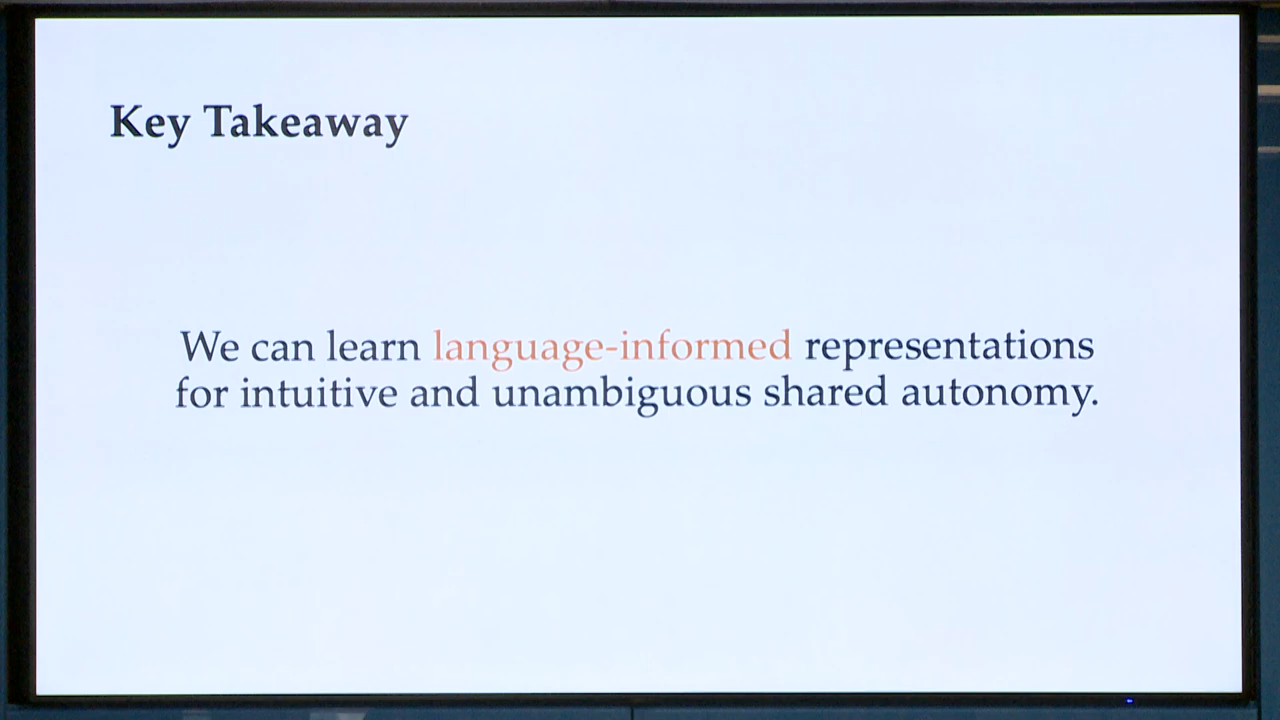 Key Takeaway
We can learn language-informed representations
for intuitive and unambiguous shared autonomy.